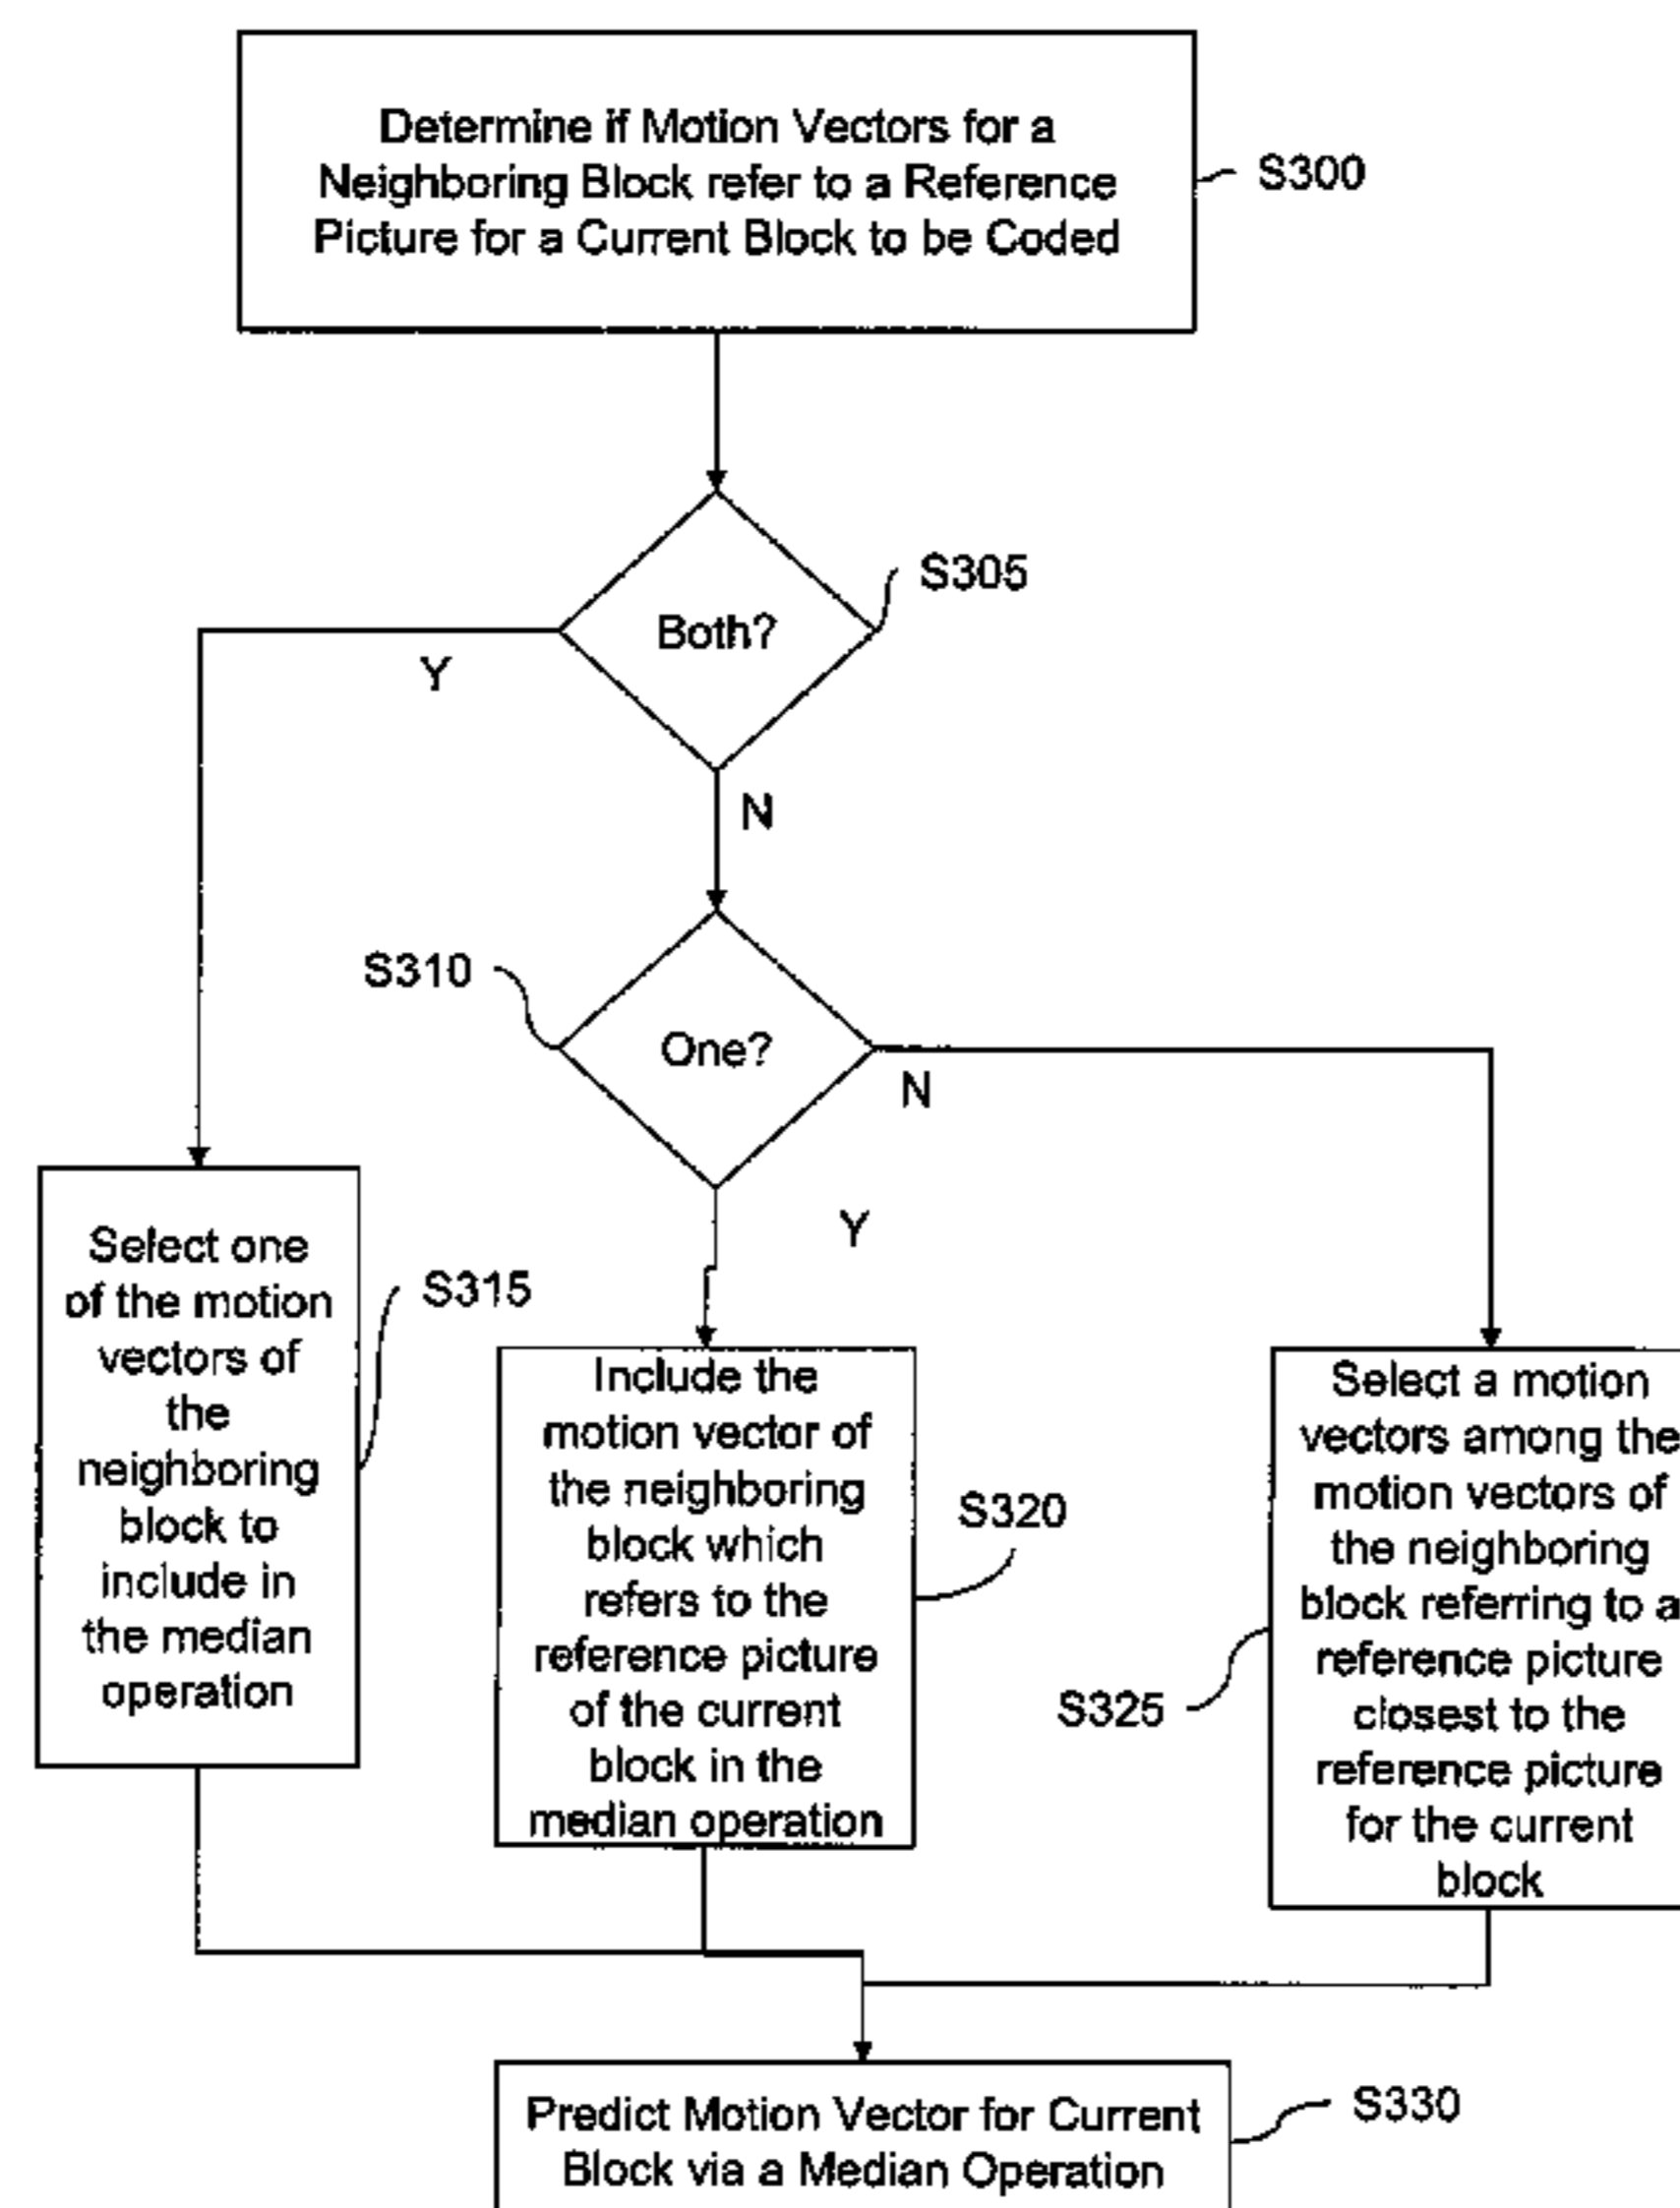 Determine if Motion Vectors for a
Neighboring Block refer to a Reference
Picture for a Current Block to be Coded
S300
S305
Both?
Y
N
S310
One?
N
Y
Select one
of the motion
vectors of
the
neighboring
block to
include in
the median
operation
S315
Include the
motion vector of
the neighboring
block which
refers to the
reference picture
of the current
block in the
median operation
S320
Select a motion
vectors among the
motion vectors of
the neighboring
block referring to a
reference picture
closest to the
reference picture
for the current
block
S325
Predict Motion Vector for Current
Block via a Median Operation
S330